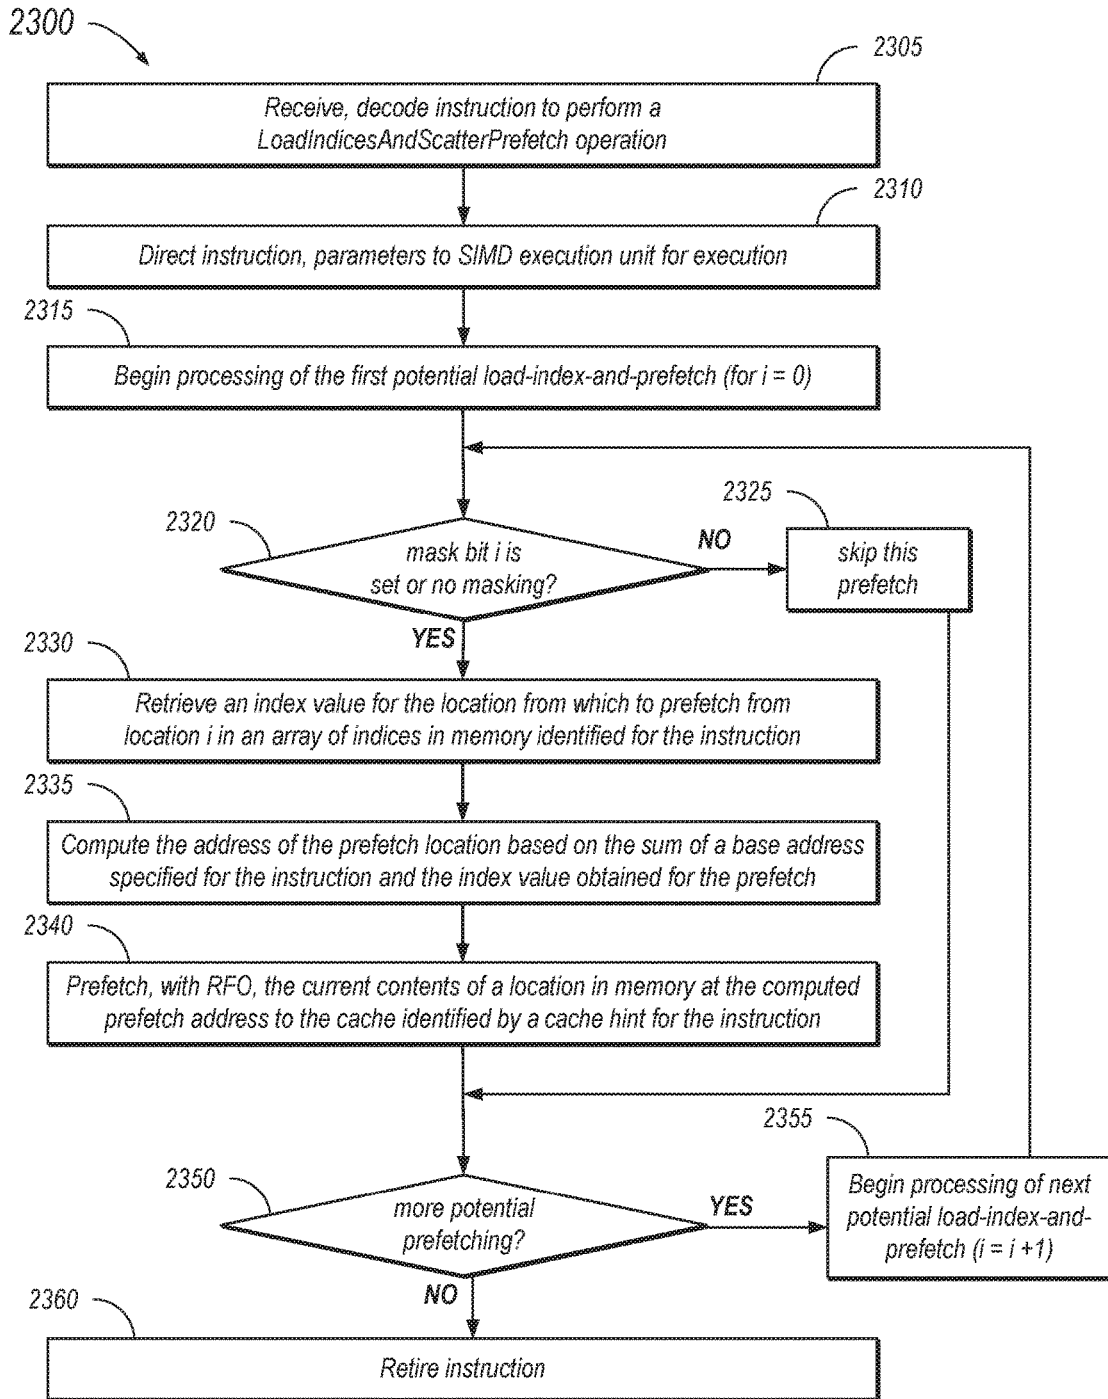 2300
2305
Receive, decode instruction to perform a
LoadIndicesAndScatterPrefetch operation
2310
Direct instruction, parameters to SIMD execution unit for execution
2315
Begin processing of the first potential load-index-and-prefetch (for i = 0)
2320
mask bit i is
set or no masking?
NO
2325
skip this
prefetch
YES
2330
Retrieve an index value for the location from which to prefetch from
location i in an array of indices in memory identified for the instruction
2335
Compute the address of the prefetch location based on the sum of a base address
specified for the instruction and the index value obtained for the prefetch
2340
Prefetch, with RFO, the current contents of a location in memory at the computed
prefetch address to the cache identified by a cache hint for the instruction
2350
more potential
prefetching?
YES
2355
Begin processing of next
potential load-index-and-
prefetch (i = i +1)
NO
2360
Retire instruction